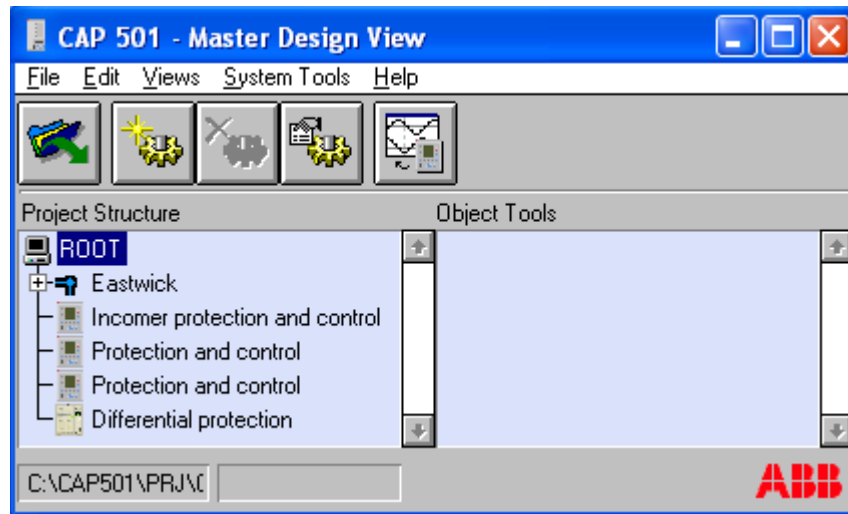 CAP 501 - Master Design View
File Edit Views System Tools Help
Project Structure Object Tools
ROOT
Eastwick
Incomer protection and control
Protection and control
Protection and control
Differential protection
C:\CAP501\PRJ\
ABB